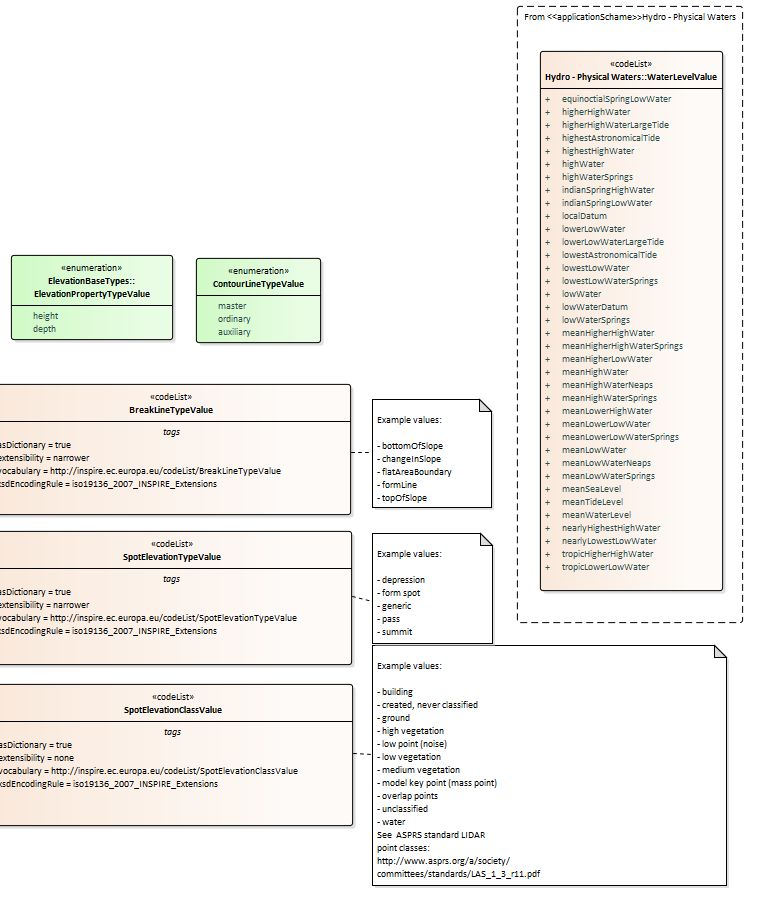 From <<applicationSchame>>Hydro - Physical Waters
«codeList»
Hydro - Physical Waters::WaterLevelValue
+ equinoctialSpringLowWater
+ higherHighWater
+ higherHighWaterLargeTide
+ highestAstronomicalTide
+ highestHighWater
+ highWater
+ highWaterSprings
+ indianSpringHighWater
+ indianSpringLowWater
+ localDatum
+ lowerLowWater
+ lowerLowWaterLargeTide
+ lowestAstronomicalTide
+ lowestLowWater
+ lowestLowWaterSprings
+ lowWater
+ lowWaterDatum
+ lowWaterSprings
+ meanHigherHighWater
+ meanHigherHighWaterSprings
+ meanHigherLowWater
+ meanHighWater
+ meanHighWaterNeaps
+ meanHighWaterSprings
+ meanLowerHighWater
+ meanLowerLowWater
+ meanLowerLowWaterSprings
+ meanLowWater
+ meanLowWaterNeaps
+ meanLowWaterSprings
+ meanSeaLevel
+ meanTideLevel
+ meanWaterLevel
+ nearlyHighestHighWater
+ nearlyLowestLowWater
+ tropicHigherHighWater
+ tropicLowerLowWater
«enumeration»
ElevationBaseTypes::
ElevationPropertyTypeValue
height
depth
«enumeration»
ContourLineTypeValue
master
ordinary
auxiliary
«codeList»
BreakLineTypeValue
tags
asDictionary = true
extensibility = narrower
vocabulary = http://inspire.ec.europa.eu/codeList/BreakLineTypeValue
xsdEncodingRule = iso19136_2007_INSPIRE_Extensions
Example values:
- bottomOfSlope
- changeInSlope
- flatAreaBoundary
- formLine
- topOfSlope
«codeList»
SpotElevationTypeValue
tags
asDictionary = true
extensibility = narrower
vocabulary = http://inspire.ec.europa.eu/codeList/SpotElevationTypeValue
xsdEncodingRule = iso19136_2007_INSPIRE_Extensions
Example values:
- depression
- form spot
- generic
- pass
- summit
«codeList»
SpotElevationClassValue
tags
asDictionary = true
extensibility = none
vocabulary = http://inspire.ec.europa.eu/codeList/SpotElevationClassValue
xsdEncodingRule = iso19136_2007_INSPIRE_Extensions
Example values:
- building
- created, never classified
- ground
- high vegetation
- low point (noise)
- low vegetation
- medium vegetation
- model key point (mass point)
- overlap points
- unclassified
- water
See ASPRS standard LIDAR
point classes:
http://www.asprs.org/a/society/
committees/standards/LAS_1_3_r11.pdf